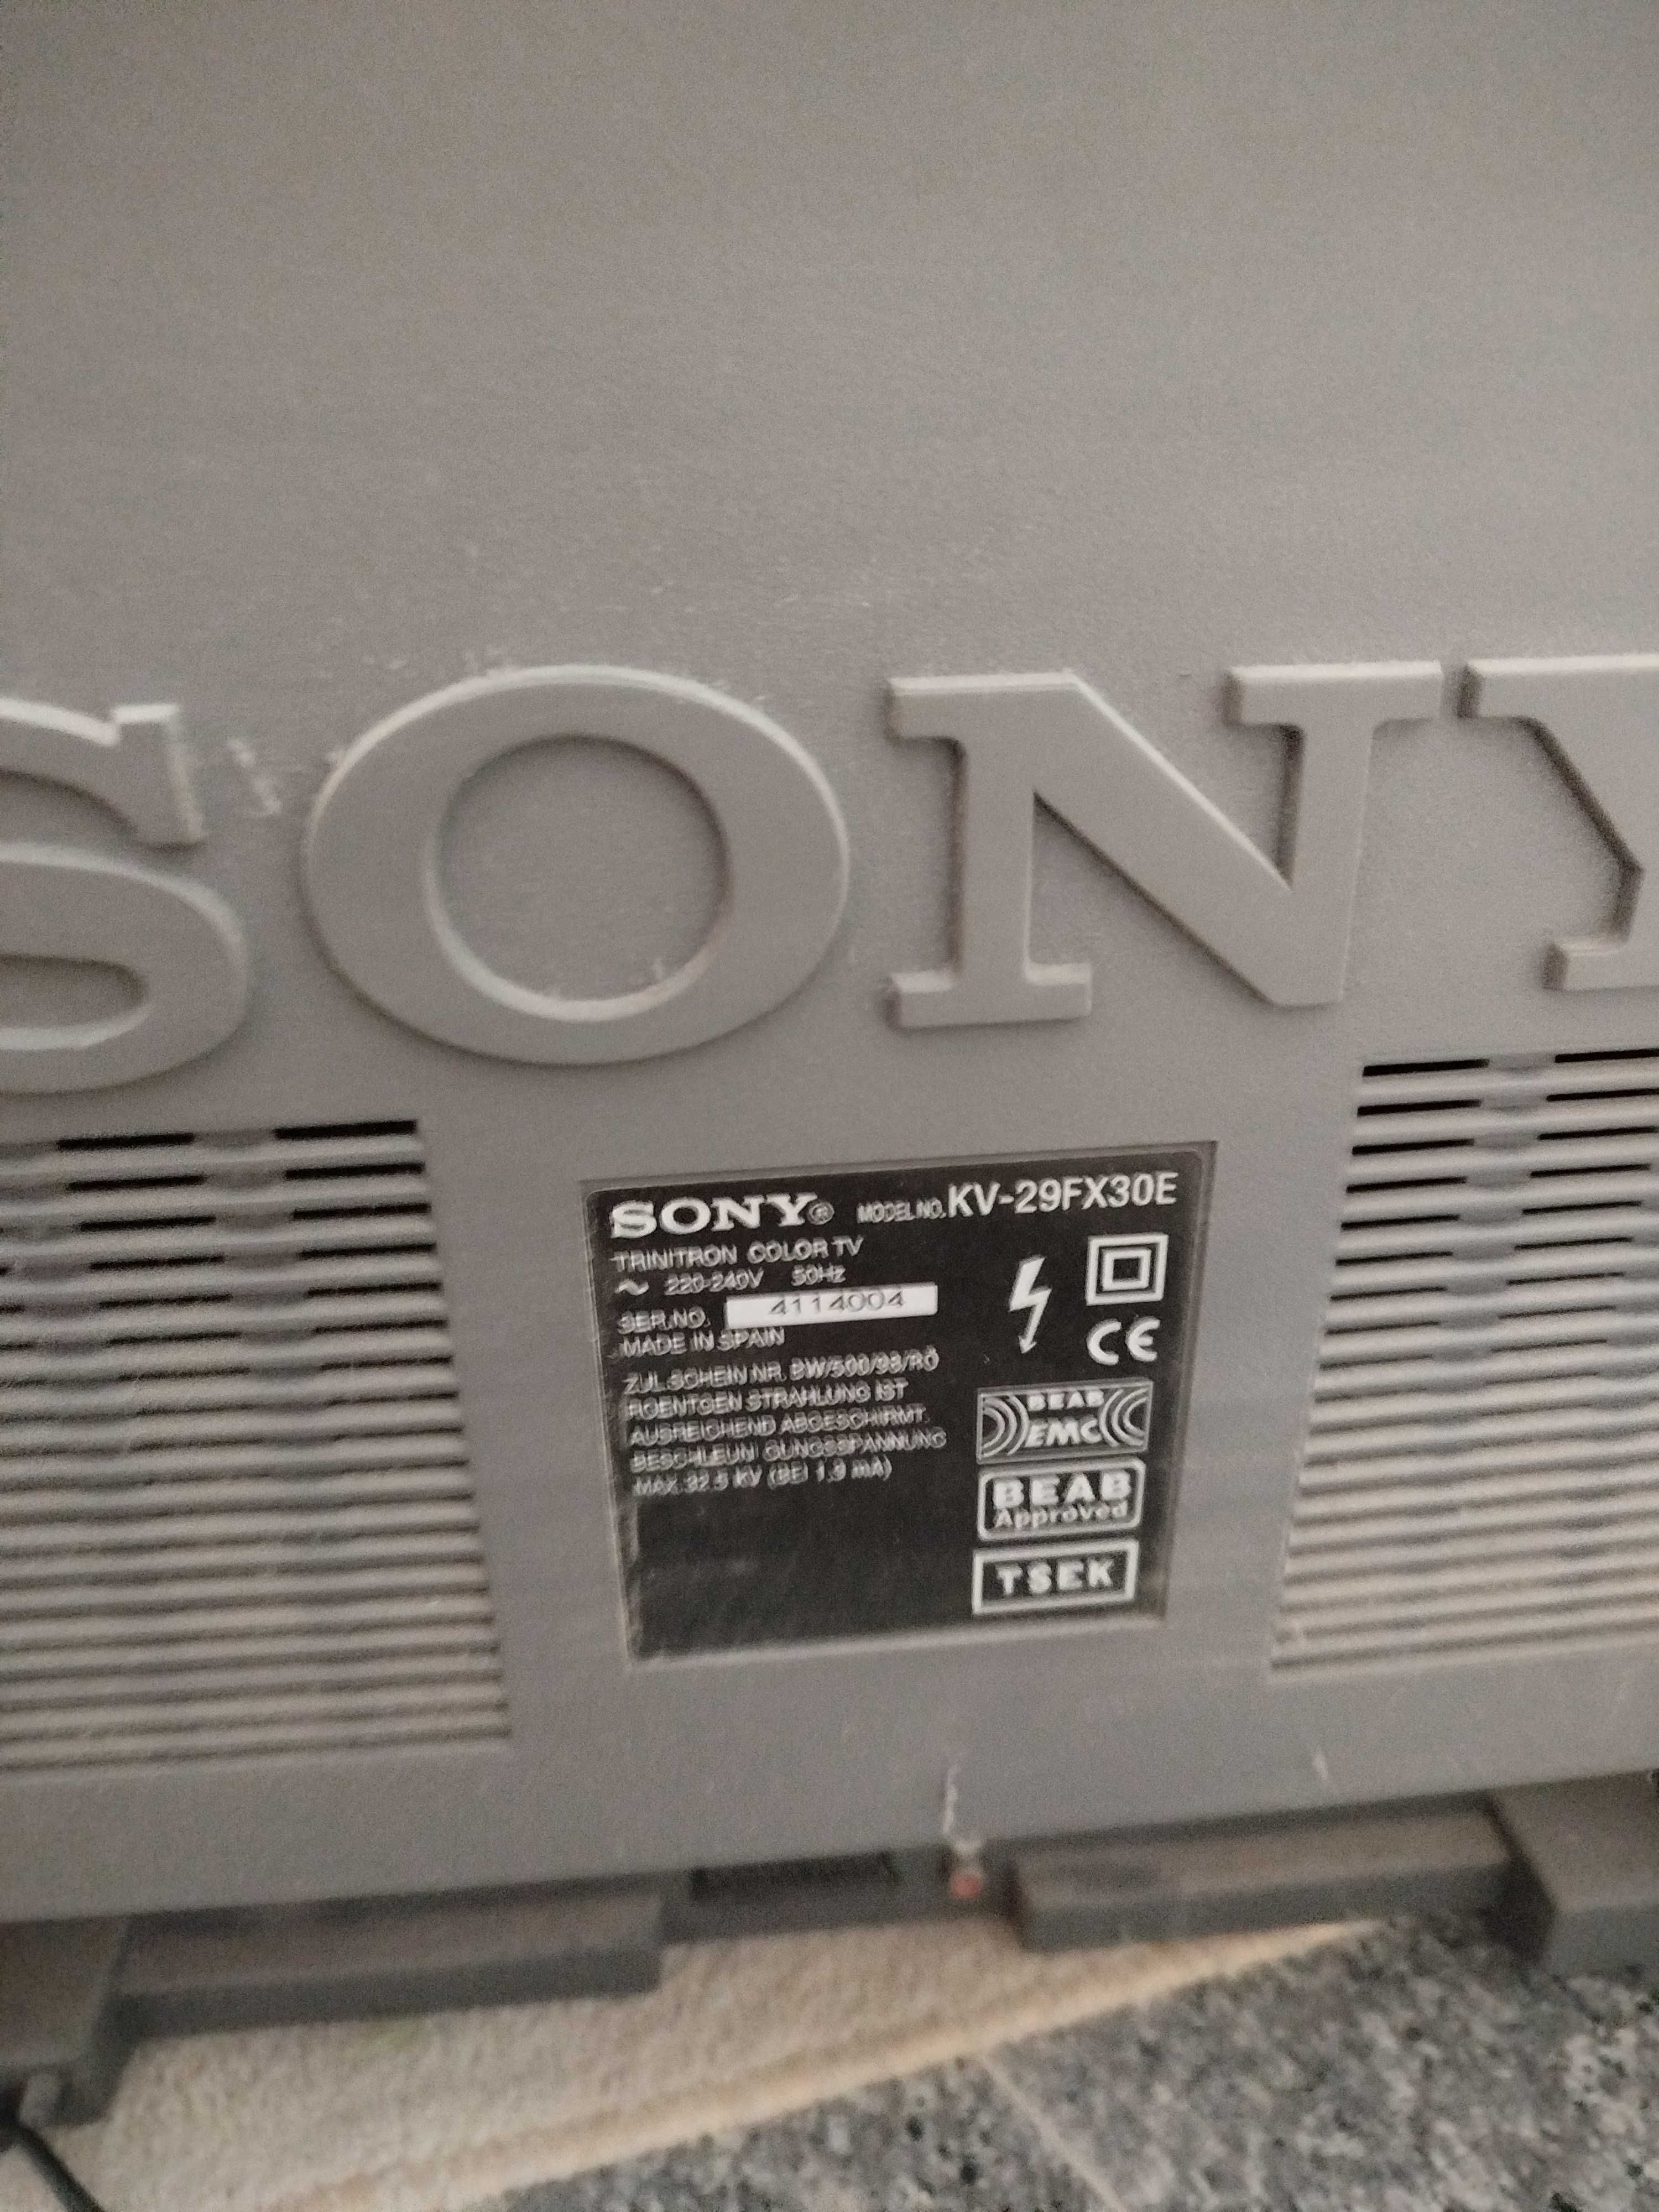 SONY
SONY® MODEL NO. KV-29FX30E
TRINITRON COLOR TV
~ 220-240V 50Hz
SER.NO. 4114004
MADE IN SPAIN
ZUL.SCHEIN NR. BW/500/98/RÖ
ROENTGEN STRAHLUNG IST
AUSREICHEND ABGESCHIRMT.
BESCHLEUNIGUNGSSPANNUNG
MAX.32.5 KV (BEI 1.9 mA)
CE
BEAB
EMC
BEAB
Approved
TSEK